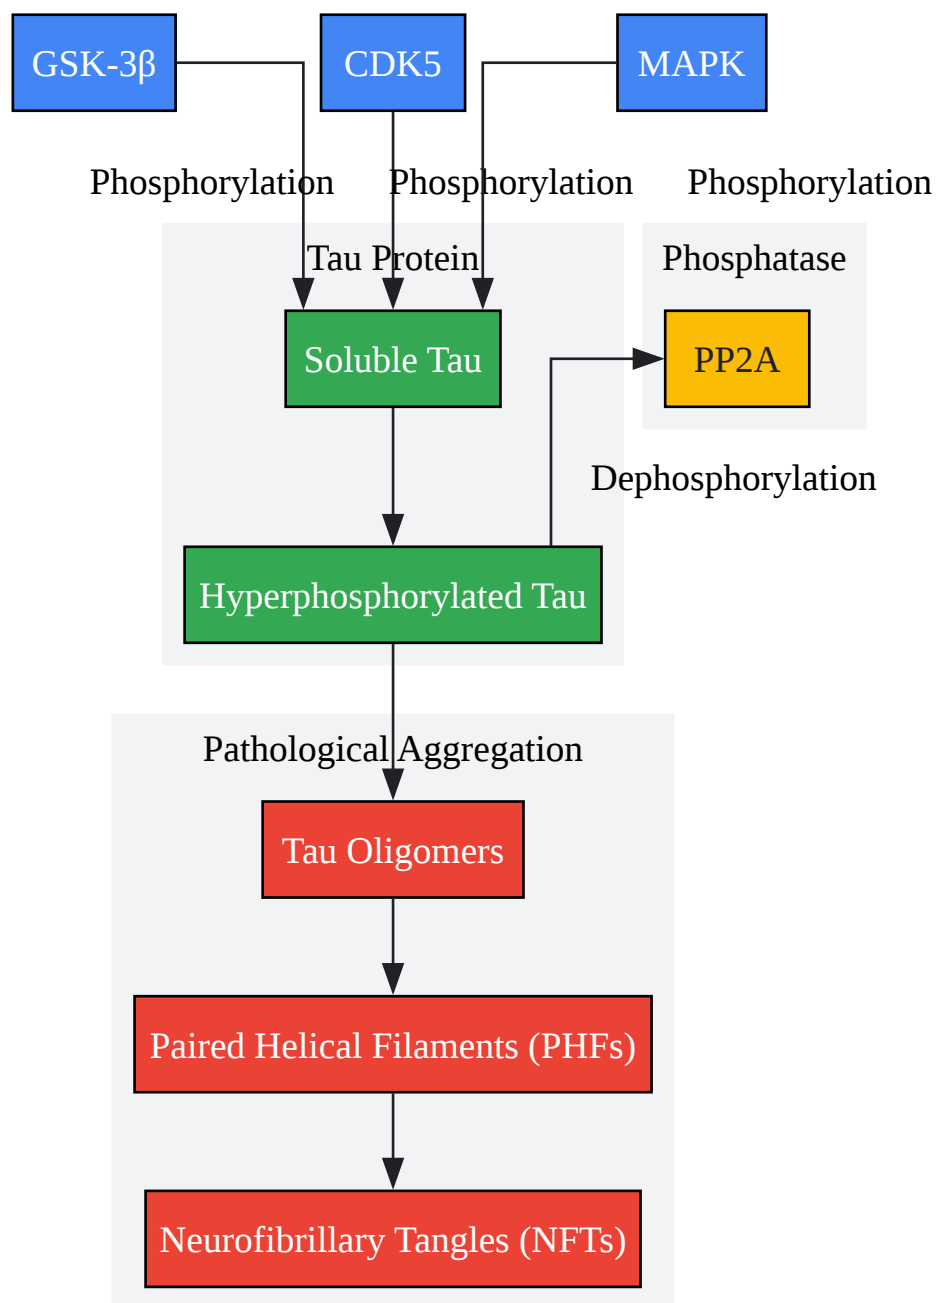 GSK-3β
CDK5
MAPK
Phosphorylation
Phosphorylation
Phosphorylation
Tau Protein
Phosphatase
Soluble Tau
PP2A
Dephosphorylation
Hyperphosphorylated Tau
Pathological Aggregation
Tau Oligomers
Paired Helical Filaments (PHFs)
Neurofibrillary Tangles (NFTs)